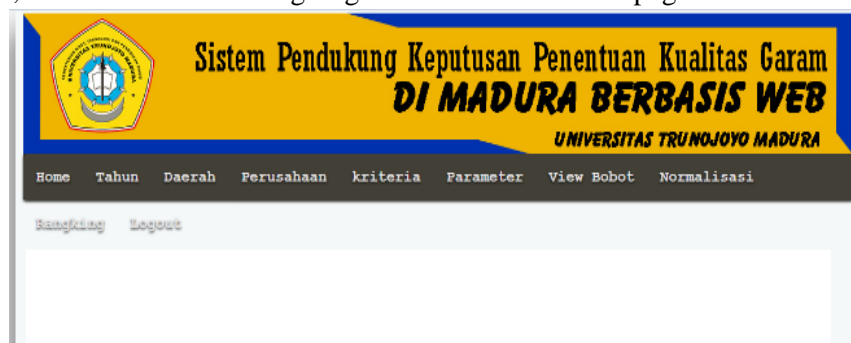 Sistem Pendukung Keputusan Penentuan Kualitas Garam
DI MADURA BERBASIS WEB
UNIVERSITAS TRUNOJOYO MADURA
Home Tahun Daerah Perusahaan kriteria Parameter View Bobot Normalisasi
Rangking Logout